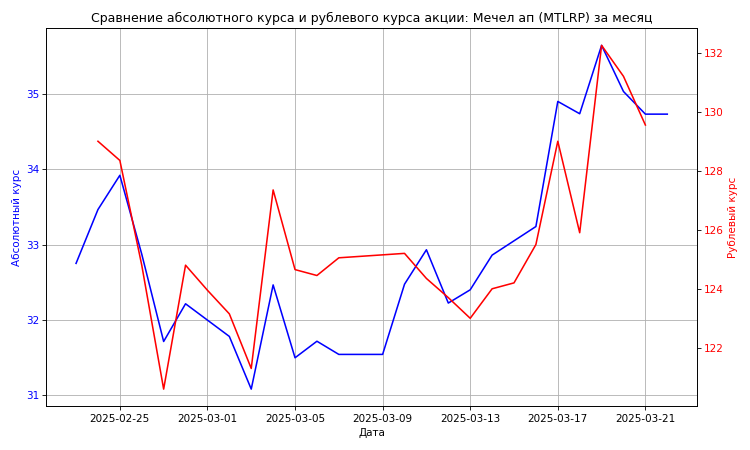 Сравнение абсолютного курса и рублевого курса акции: Мечел ап (MTLRP) за месяц
Абсолютный курс
35
34
33
32
31
132
130
128
126
124
122
Рублевый курс
2025-02-25 2025-03-01 2025-03-05 2025-03-09 2025-03-13 2025-03-17 2025-03-21
Дата